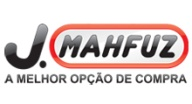 J. MAHFUZ
A MELHOR OPÇÃO DE COMPRA